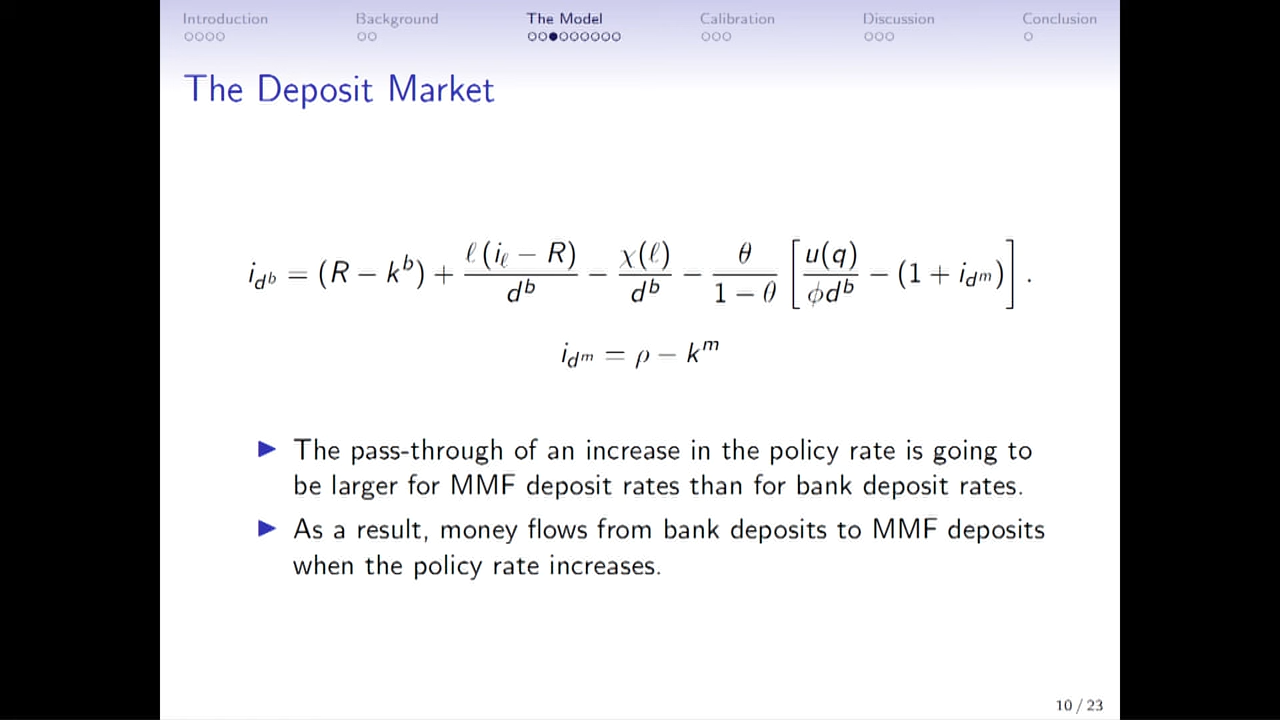 Introduction Background The Model Calibration Discussion Conclusion
The Deposit Market
i_{d^b} = (R − k^b) + ℓ(i_ℓ − R)/d^b − χ(ℓ)/d^b − θ/(1 − θ) [u(q)/(ϕd^b) − (1 + i_{d^m})].
i_{d^m} = ρ − k^m
The pass-through of an increase in the policy rate is going to
be larger for MMF deposit rates than for bank deposit rates.
As a result, money flows from bank deposits to MMF deposits
when the policy rate increases.
10 / 23